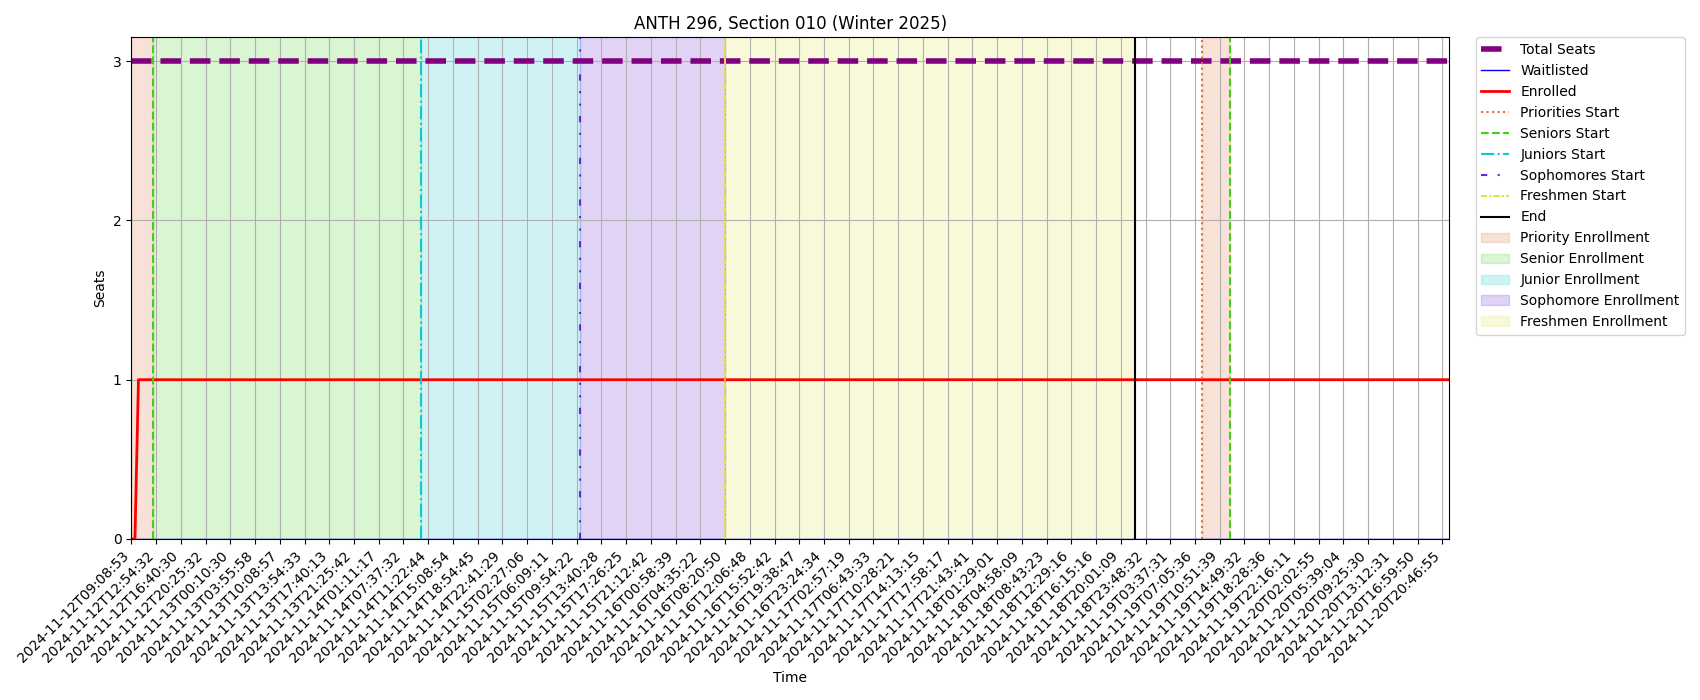 ANTH 296, Section 010 (Winter 2025)
Seats
3
2
1
0
2024-11-12T09:08:53
2024-11-12T12:54:32
2024-11-12T16:40:30
2024-11-12T20:25:32
2024-11-13T00:10:30
2024-11-13T03:55:58
2024-11-13T10:08:57
2024-11-13T13:54:33
2024-11-13T17:40:13
2024-11-13T21:25:42
2024-11-14T01:11:17
2024-11-14T07:37:32
2024-11-14T11:22:44
2024-11-14T15:08:54
2024-11-14T18:54:45
2024-11-14T22:41:29
2024-11-15T02:27:06
2024-11-15T06:09:11
2024-11-15T09:54:22
2024-11-15T13:40:28
2024-11-15T17:26:25
2024-11-15T21:12:42
2024-11-16T00:58:39
2024-11-16T04:35:22
2024-11-16T08:20:50
2024-11-16T12:06:48
2024-11-16T15:52:42
2024-11-16T19:38:47
2024-11-16T23:24:34
2024-11-17T02:57:19
2024-11-17T06:43:33
2024-11-17T10:28:21
2024-11-17T14:13:15
2024-11-17T17:58:17
2024-11-17T21:43:41
2024-11-18T01:29:01
2024-11-18T04:58:09
2024-11-18T08:43:23
2024-11-18T12:29:16
2024-11-18T16:15:16
2024-11-18T20:01:09
2024-11-18T23:48:32
2024-11-19T03:37:31
2024-11-19T07:05:36
2024-11-19T10:51:39
2024-11-19T14:49:32
2024-11-19T18:28:36
2024-11-19T22:16:11
2024-11-20T02:02:55
2024-11-20T05:39:04
2024-11-20T09:25:30
2024-11-20T13:12:31
2024-11-20T16:59:50
2024-11-20T20:46:55
Time
Total Seats
Waitlisted
Enrolled
Priorities Start
Seniors Start
Juniors Start
Sophomores Start
Freshmen Start
End
Priority Enrollment
Senior Enrollment
Junior Enrollment
Sophomore Enrollment
Freshmen Enrollment